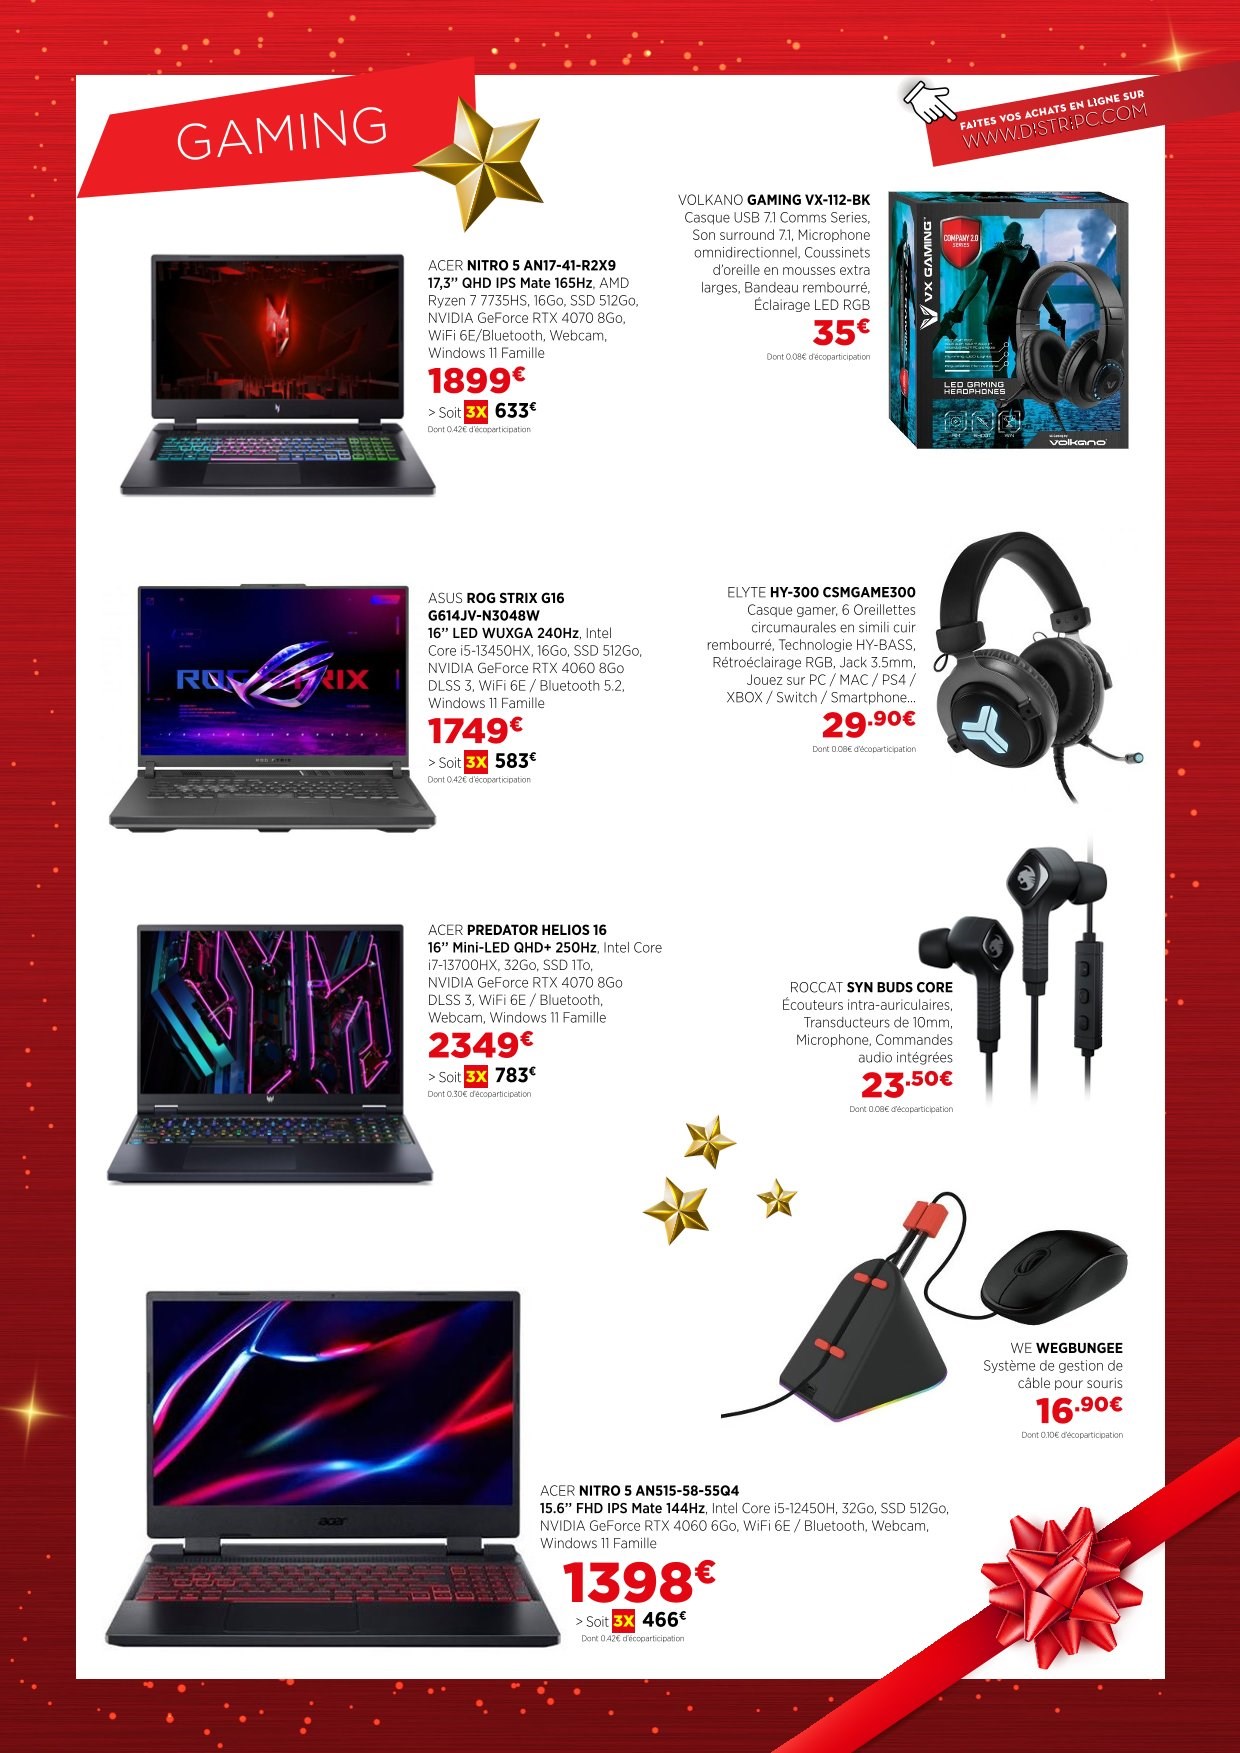 GAMING
FAITES VOS ACHATS EN LIGNE SUR
WWW.DISTRIPC.COM
ACER NITRO 5 AN17-41-R2X9
17,3’’ QHD IPS Mate 165Hz, AMD
Ryzen 7 7735HS, 16Go, SSD 512Go,
NVIDIA GeForce RTX 4070 8Go,
WiFi 6E/Bluetooth, Webcam,
Windows 11 Famille
1899€
> Soit 3X 633€
Dont 0.42€ d'écoparticipation
VOLKANO GAMING VX-112-BK
Casque USB 7.1 Comms Series,
Son surround 7.1, Microphone
omnidirectionnel, Coussinets
d'oreille en mousses extra
larges, Bandeau rembourré,
Éclairage LED RGB
35€
Dont 0.08€ d'écoparticipation
VX GAMING
COMPANY 2.0
SERIES
LED GAMING
HEADPHONES
volkano
ASUS ROG STRIX G16
G614JV-N3048W
16’’ LED WUXGA 240Hz, Intel
Core i5-13450HX, 16Go, SSD 512Go,
NVIDIA GeForce RTX 4060 8Go
DLSS 3, WiFi 6E / Bluetooth 5.2,
Windows 11 Famille
1749€
> Soit 3X 583€
Dont 0.42€ d'écoparticipation
ELYTE HY-300 CSMGAME300
Casque gamer, 6 Oreillettes
circumaurales en simili cuir
rembourré, Technologie HY-BASS,
Rétroéclairage RGB, Jack 3.5mm,
Jouez sur PC / MAC / PS4 /
XBOX / Switch / Smartphone...
29.90€
Dont 0.08€ d'écoparticipation
ACER PREDATOR HELIOS 16
16’’ Mini-LED QHD+ 250Hz, Intel Core
i7-13700HX, 32Go, SSD 1To,
NVIDIA GeForce RTX 4070 8Go
DLSS 3, WiFi 6E / Bluetooth,
Webcam, Windows 11 Famille
2349€
> Soit 3X 783€
Dont 0.30€ d'écoparticipation
ROCCAT SYN BUDS CORE
Écouteurs intra-auriculaires,
Transducteurs de 10mm,
Microphone, Commandes
audio intégrées
23.50€
Dont 0.08€ d'écoparticipation
WE WEGBUNGEE
Système de gestion de
câble pour souris
16.90€
Dont 0.10€ d'écoparticipation
acer
ACER NITRO 5 AN515-58-55Q4
15.6’’ FHD IPS Mate 144Hz, Intel Core i5-12450H, 32Go, SSD 512Go,
NVIDIA GeForce RTX 4060 6Go, WiFi 6E / Bluetooth, Webcam,
Windows 11 Famille
1398€
> Soit 3X 466€
Dont 0.42€ d'écoparticipation